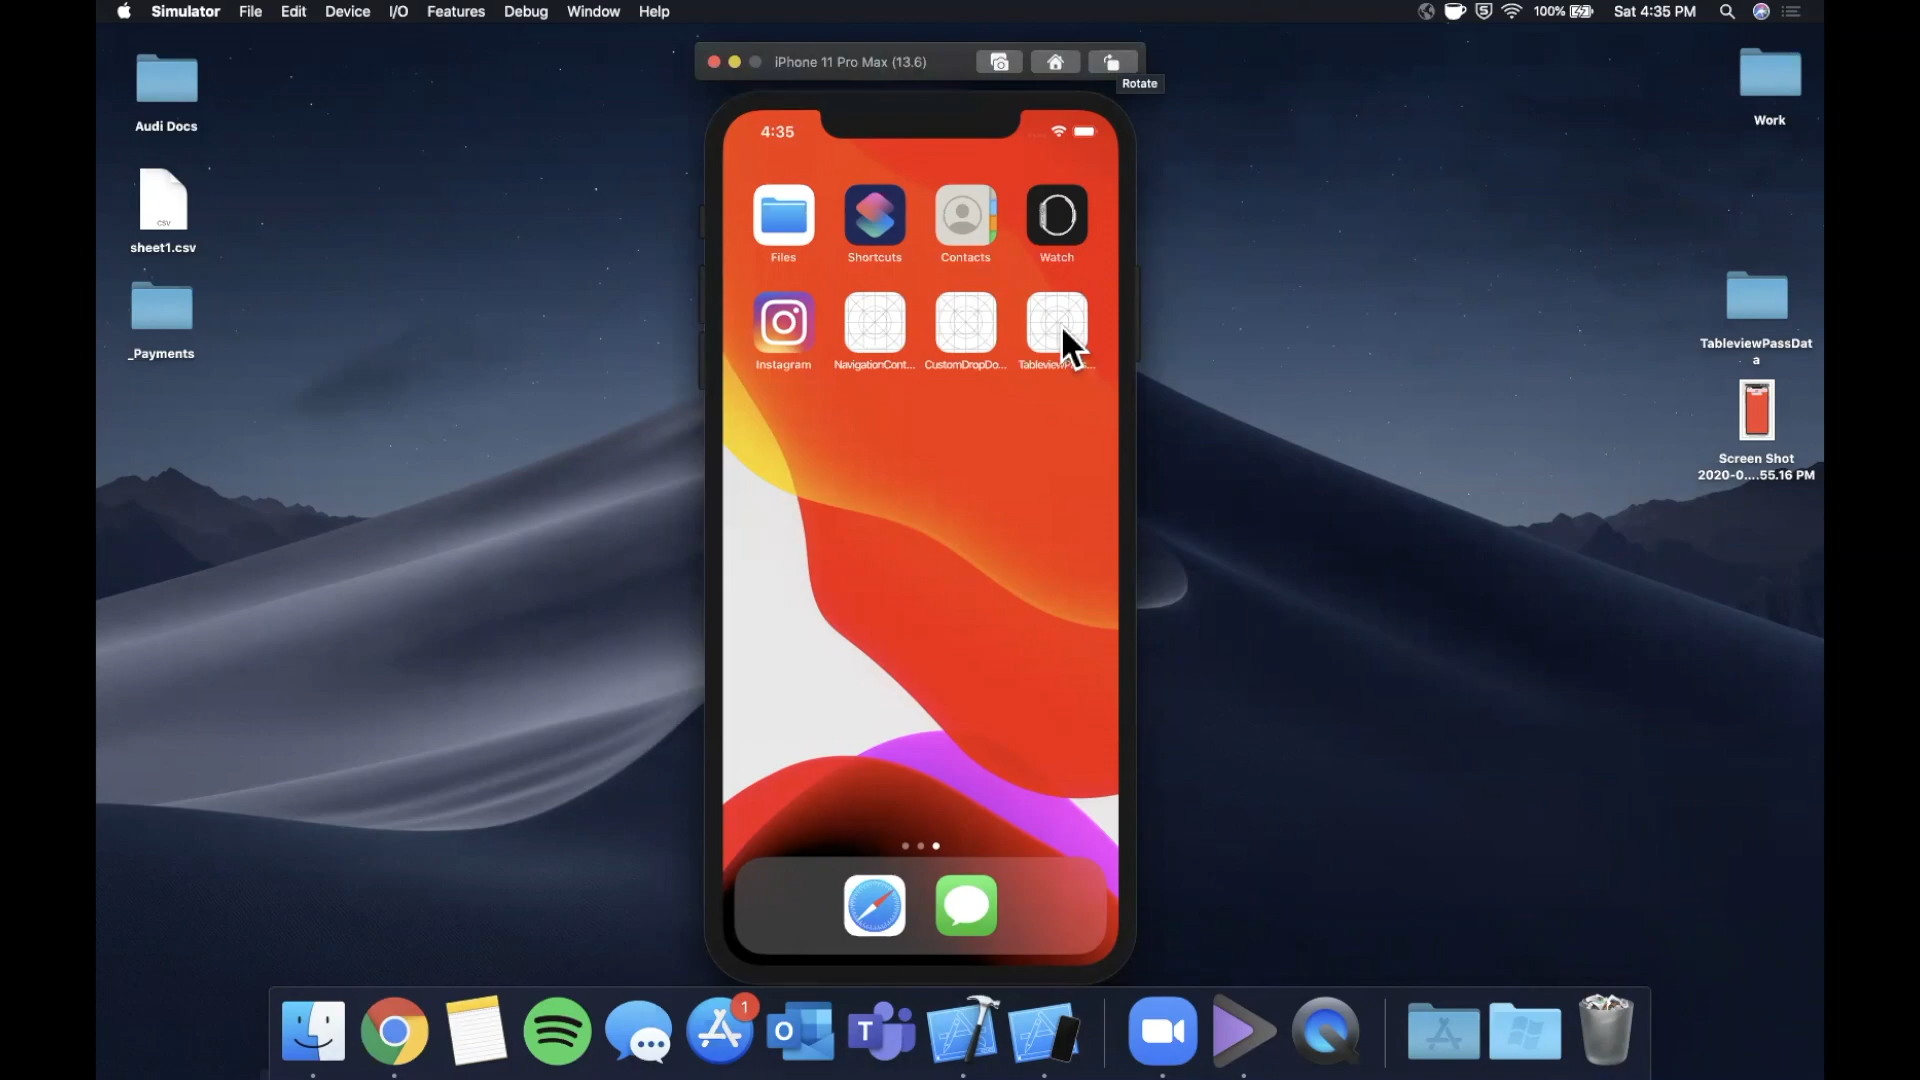 Simulator File Edit Device I/O Features Debug Window Help 100% Sat 4:35 PM
iPhone 11 Pro Max (13.6)
Rotate
Audi Docs
CSV
sheet1.csv
_Payments
Work
TableviewPassDat
a
Screen Shot
2020-0....55.16 PM
4:35
Files Shortcuts Contacts Watch
Instagram NavigationCont... CustomDropDo...
1